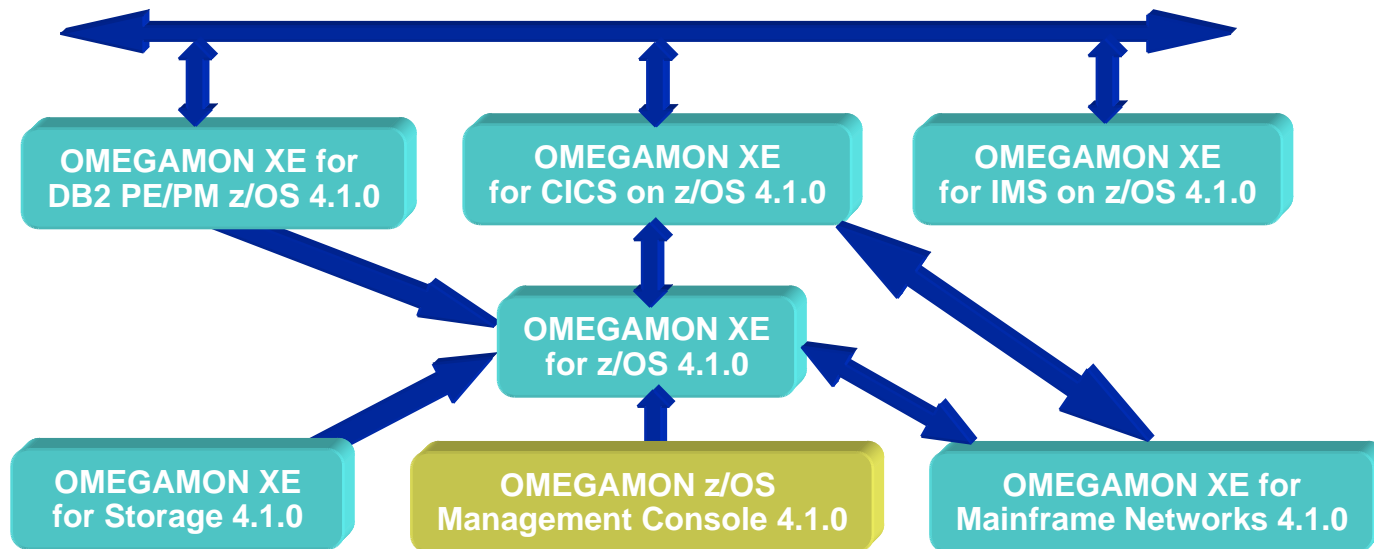 OMEGAMON XE for
DB2 PE/PM z/OS 4.1.0
OMEGAMON XE
for CICS on z/OS 4.1.0
OMEGAMON XE
for IMS on z/OS 4.1.0
OMEGAMON XE
for z/OS 4.1.0
OMEGAMON XE
for Storage 4.1.0
OMEGAMON z/OS
Management Console 4.1.0
OMEGAMON XE for
Mainframe Networks 4.1.0